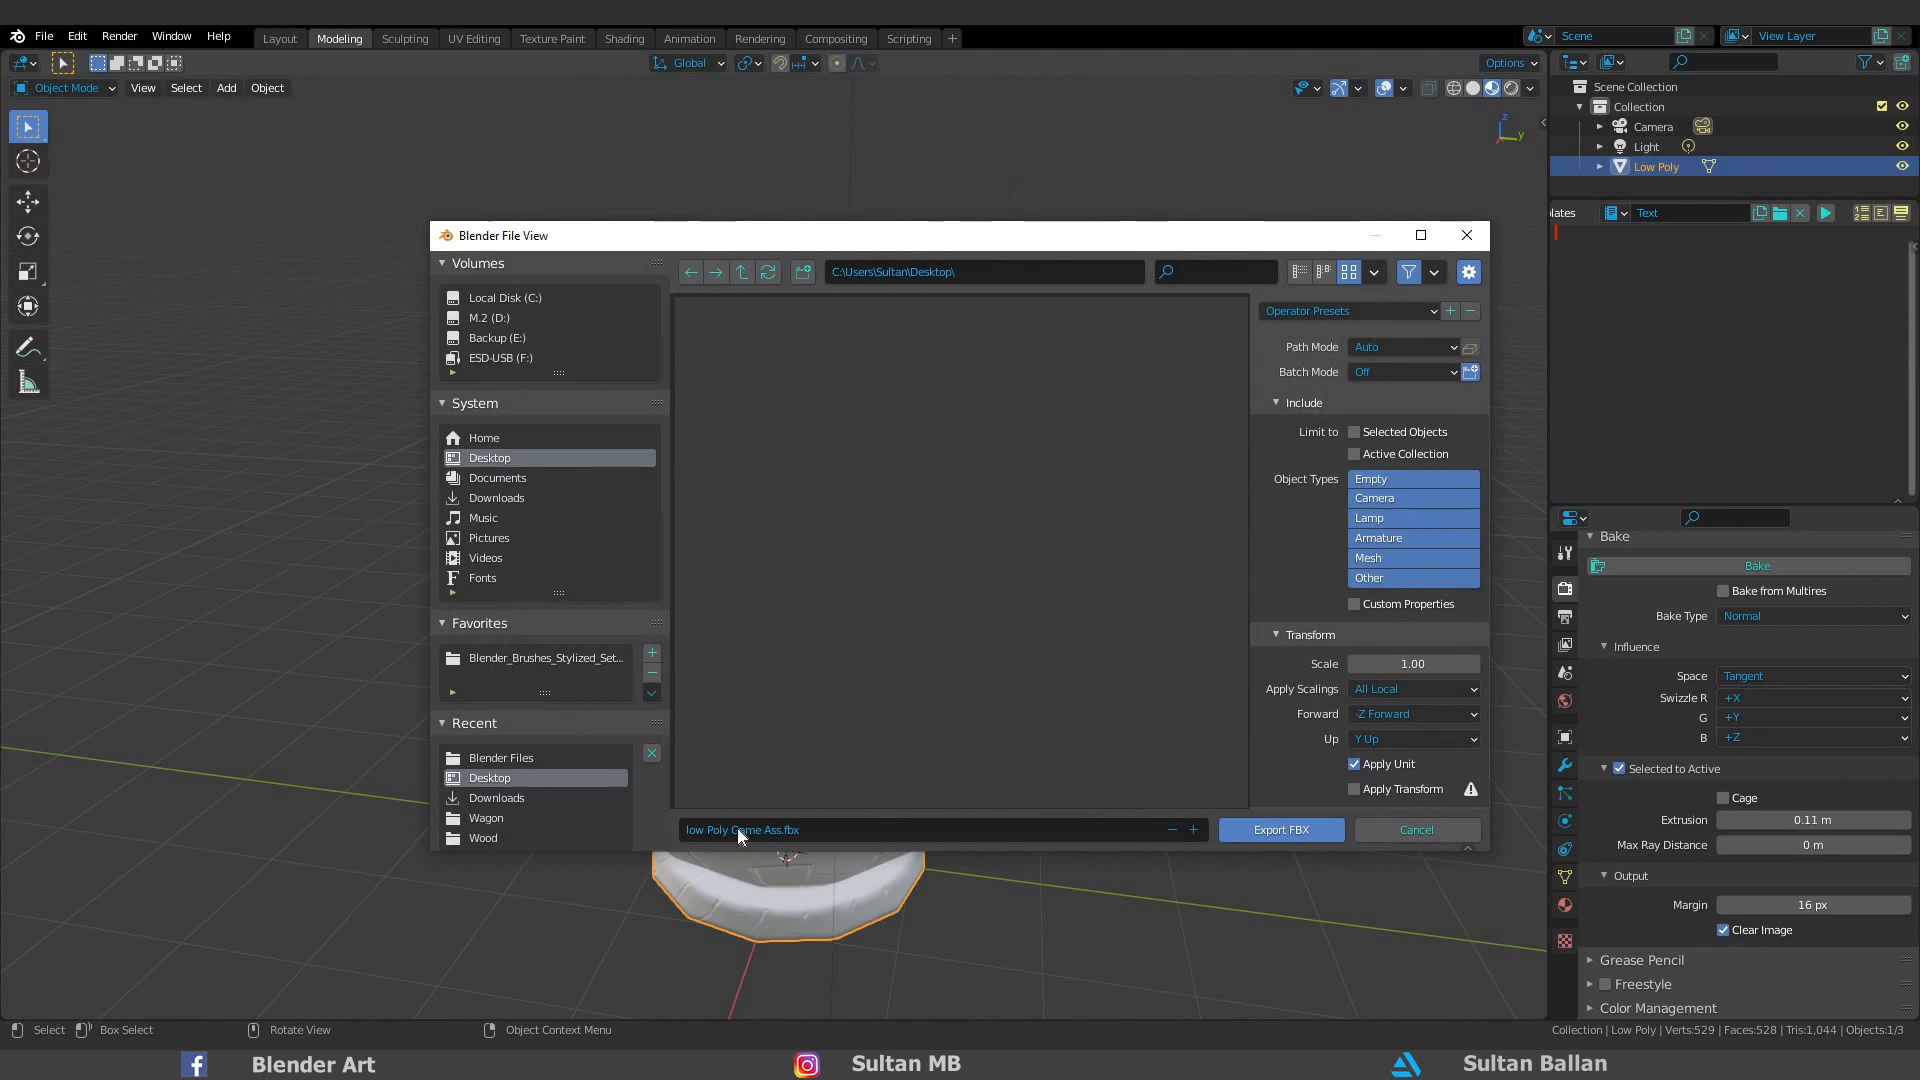 File Edit Render Window Help
Layout Modeling Sculpting UV Editing Texture Paint Shading Animation Rendering Compositing Scripting +
Scene View Layer
Global
Options
Object Mode View Select Add Object
Scene Collection
Collection
Camera
Light
Low Poly
lates Text
z
y
Blender File View
Volumes
Local Disk (C:)
M.2 (D:)
Backup (E:)
ESD-USB (F:)
System
Home
Desktop
Documents
Downloads
Music
Pictures
Videos
Fonts
Favorites
Blender_Brushes_Stylized_Set...
Recent
Blender Files
Desktop
Downloads
Wagon
Wood
C:\Users\Sultan\Desktop\
Operator Presets
Path Mode Auto
Batch Mode Off
Include
Limit to Selected Objects
Active Collection
Object Types Empty
Camera
Lamp
Armature
Mesh
Other
Custom Properties
Transform
Scale 1.00
Apply Scalings All Local
Forward -Z Forward
Up Y Up
Apply Unit
Apply Transform
low Poly Game Ass.fbx
Export FBX Cancel
Bake
Bake
Bake from Multires
Bake Type Normal
Influence
Space Tangent
Swizzle R +X
G +Y
B +Z
Selected to Active
Cage
Extrusion 0.11 m
Max Ray Distance 0 m
Output
Margin 16 px
Clear Image
Grease Pencil
Freestyle
Color Management
Select Box Select Rotate View Object Context Menu
Collection | Low Poly | Verts:529 | Faces:528 | Tris:1,044 | Objects:1/3
Blender Art Sultan MB Sultan Ballan